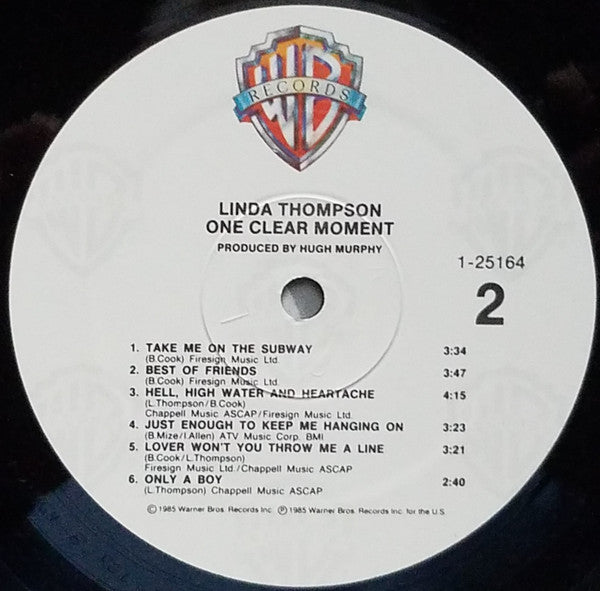 WB
RECORDS
LINDA THOMPSON
ONE CLEAR MOMENT
PRODUCED BY HUGH MURPHY
1-25164
2
1. TAKE ME ON THE SUBWAY 3:34
(B.Cook) Firesign Music Ltd.
2. BEST OF FRIENDS 3:47
(B.Cook) Firesign Music Ltd.
3. HELL, HIGH WATER AND HEARTACHE 4:15
(L.Thompson/B.Cook)
Chappell Music ASCAP/Firesign Music Ltd.
4. JUST ENOUGH TO KEEP ME HANGING ON 3:23
(B.Mize/I.Allen) ATV Music Corp. BMI
5. LOVER WON'T YOU THROW ME A LINE 3:21
(B.Cook/L.Thompson)
Firesign Music Ltd./Chappell Music ASCAP
6. ONLY A BOY 2:40
(L.Thompson) Chappell Music ASCAP
©1985 Warner Bros. Records Inc. ℗1985 Warner Bros. Records Inc. for the U.S.